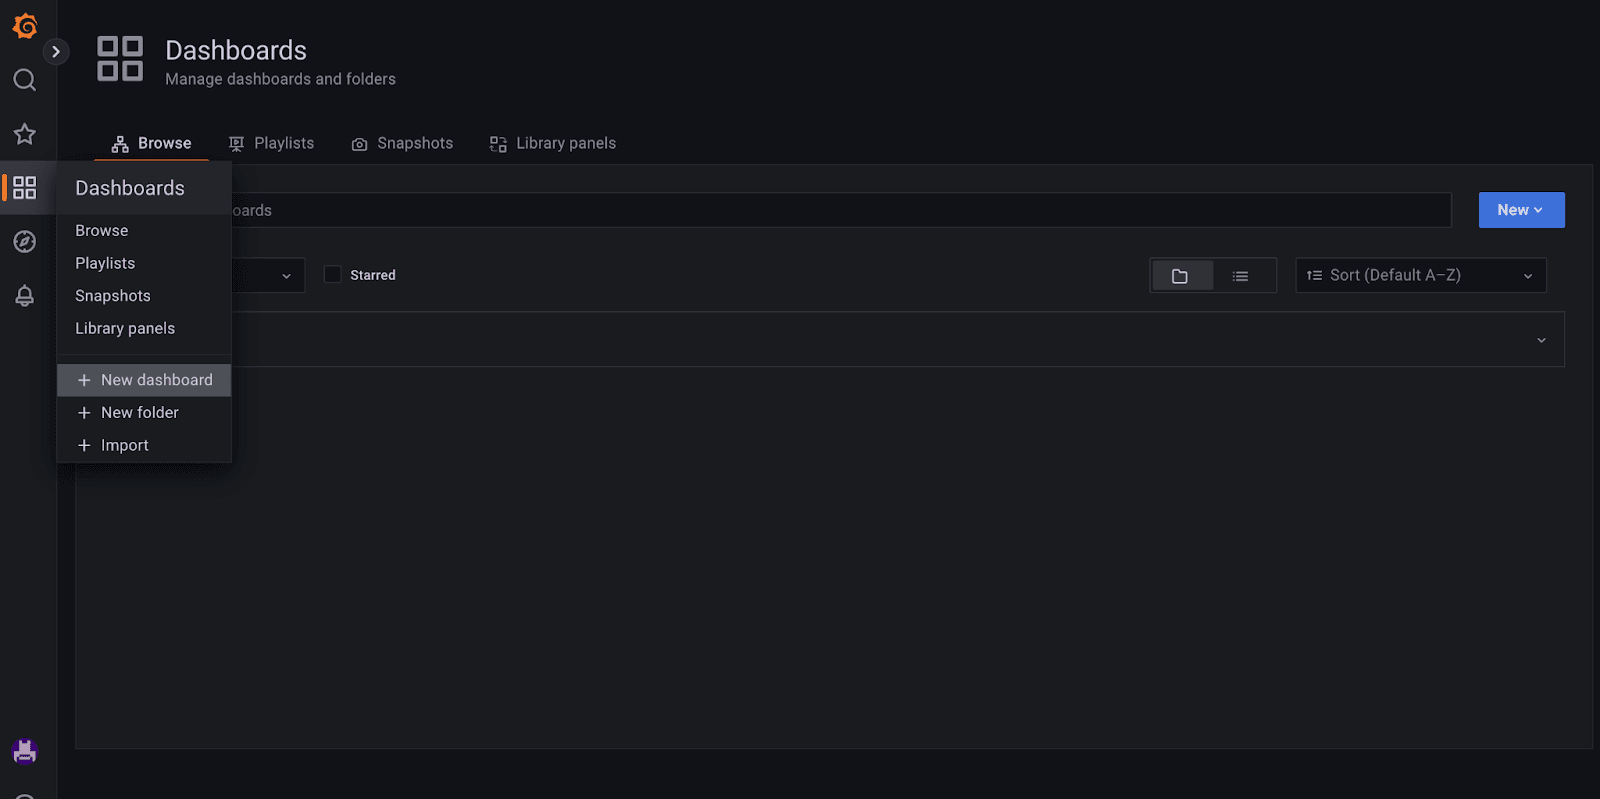 Dashboards
Manage dashboards and folders
Browse
Playlists
Snapshots
Library panels
Dashboards
Browse
Playlists
Snapshots
Library panels
+ New dashboard
+ New folder
+ Import
New
Starred
Sort (Default A–Z)